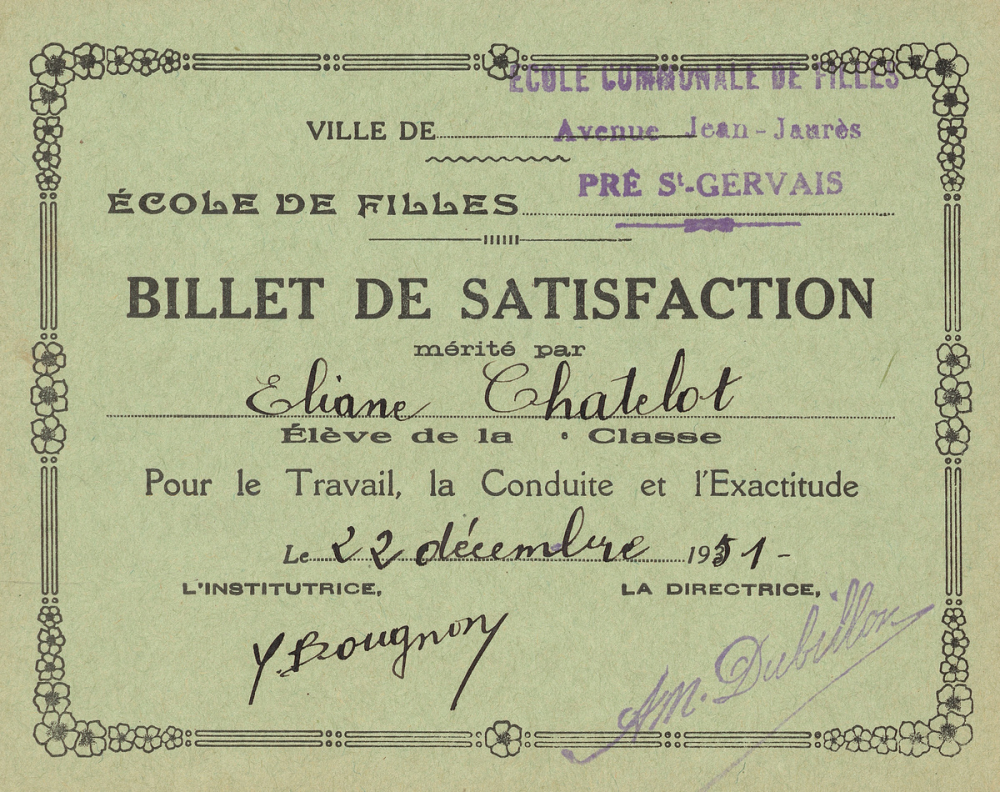 ÉCOLE COMMUNALE DE FILLES
VILLE DE Avenue Jean-Jaurès
PRÉ St-GERVAIS
ÉCOLE DE FILLES
BILLET DE SATISFACTION
mérité par
Eliane Chatelot
Élève de la e Classe
Pour le Travail, la Conduite et l'Exactitude
Le 22 décembre 1951-
L'INSTITUTRICE, LA DIRECTRICE,
Y Bougnon
AM. Dubillon